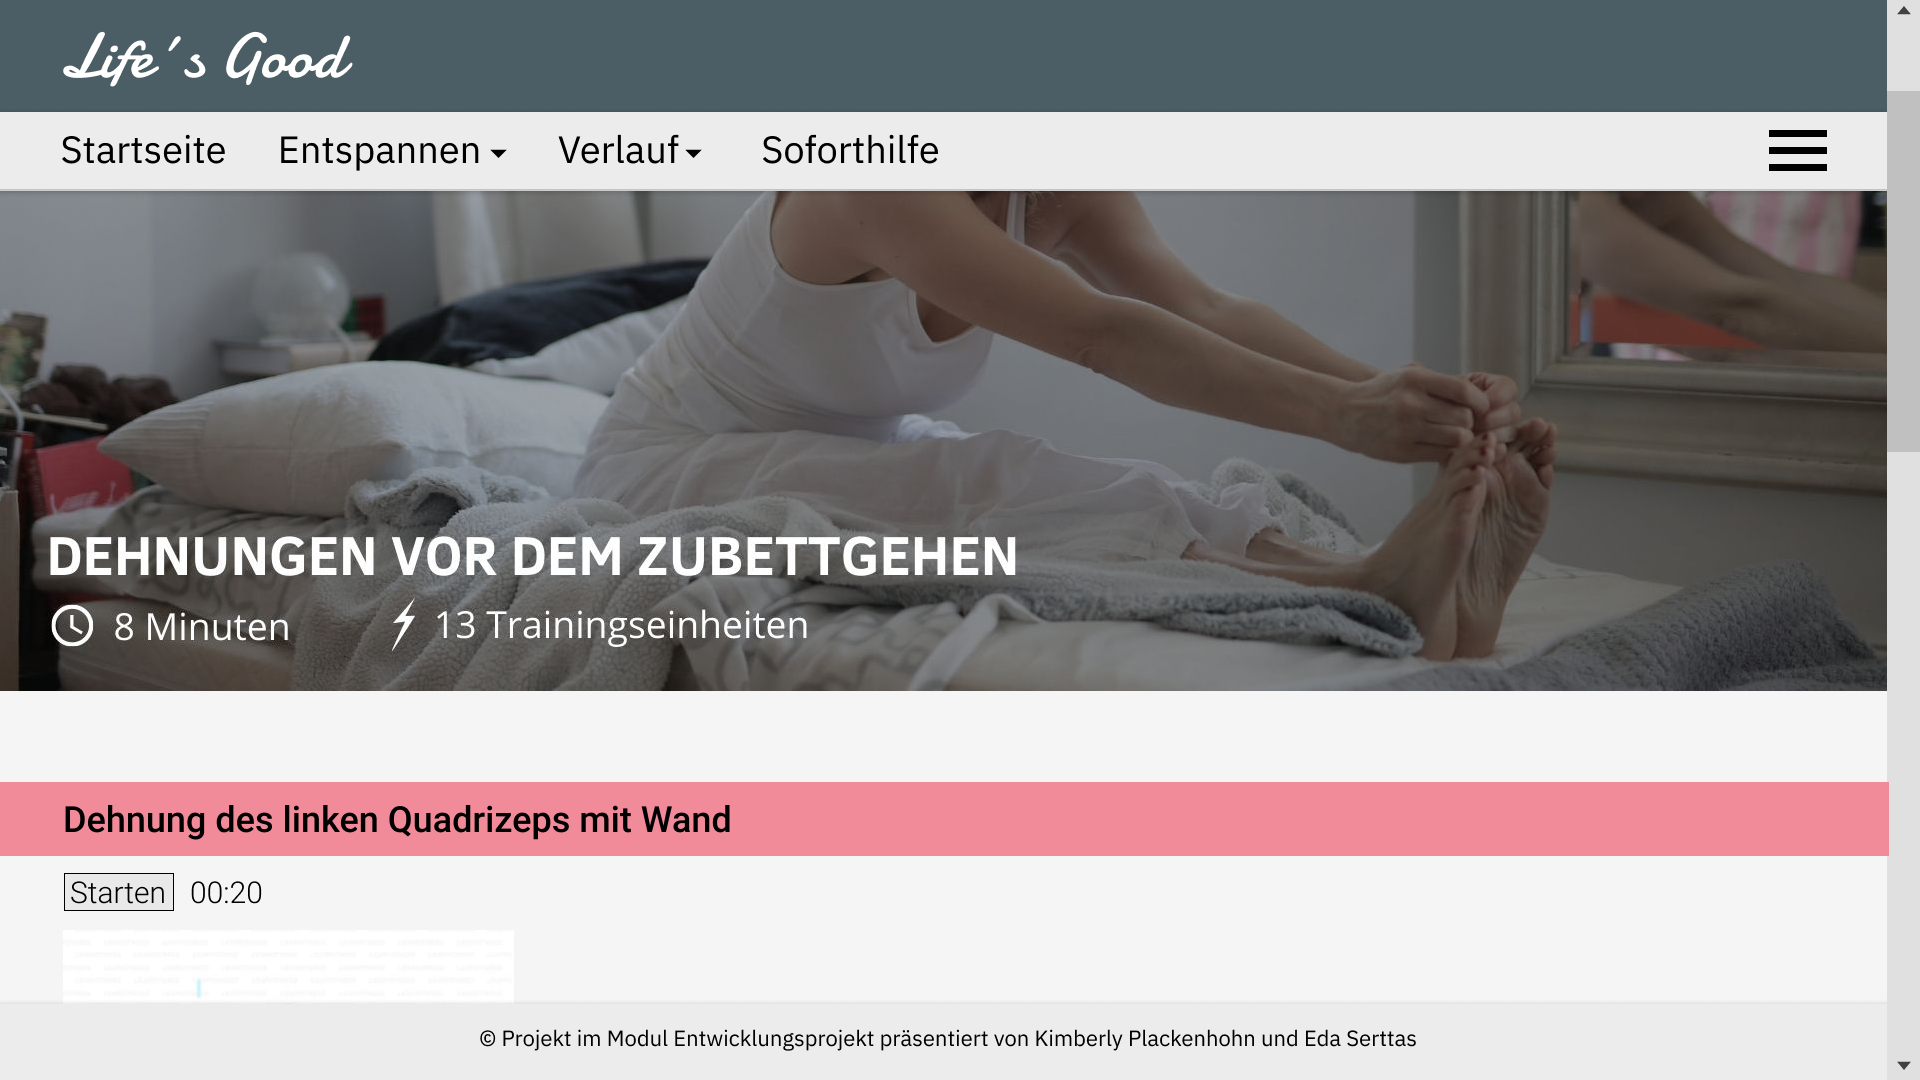 Life´s Good
Startseite
Entspannen
Verlauf
Soforthilfe
DEHNUNGEN VOR DEM ZUBETTGEHEN
8 Minuten
13 Trainingseinheiten
Dehnung des linken Quadrizeps mit Wand
Starten 00:20
© Projekt im Modul Entwicklungsprojekt präsentiert von Kimberly Plackenhohn und Eda Serttas